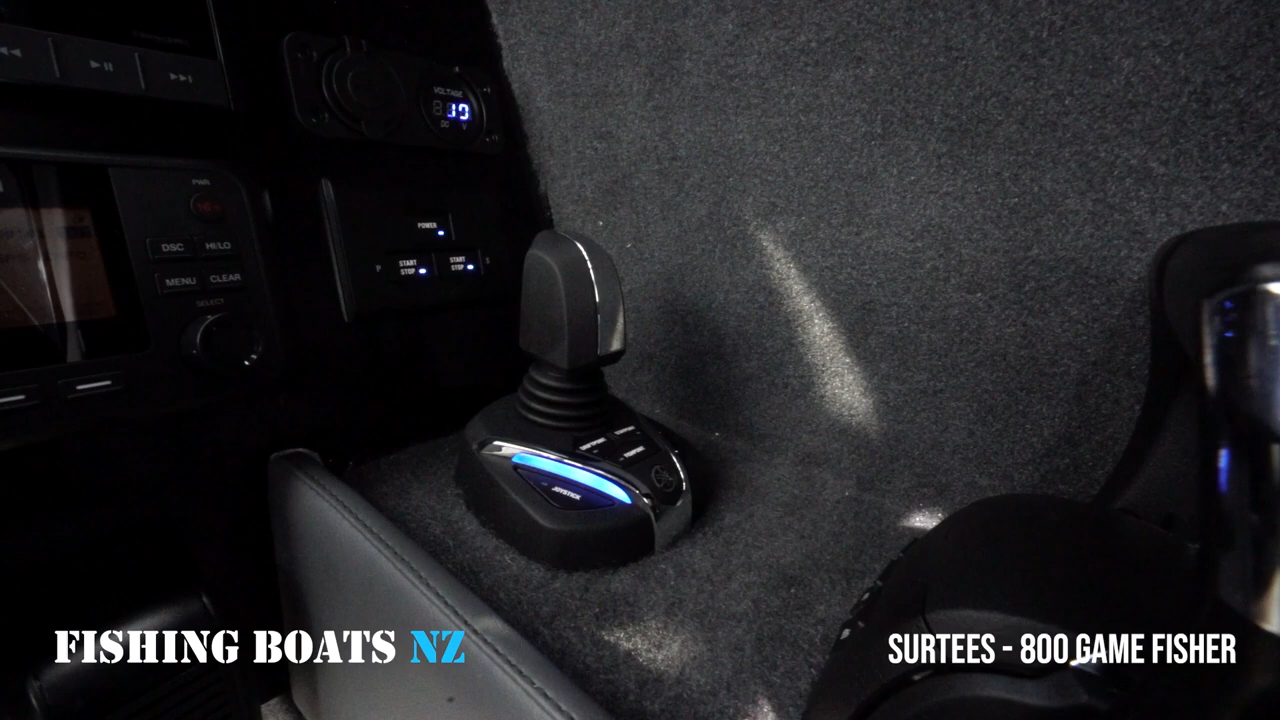 VOLTAGE
DC V
PWR
DSC HI/LO
MENU CLEAR
SELECT
POWER
P START STOP START STOP S
JOYSTICK
FISHING BOATS NZ
SURTEES - 800 GAME FISHER